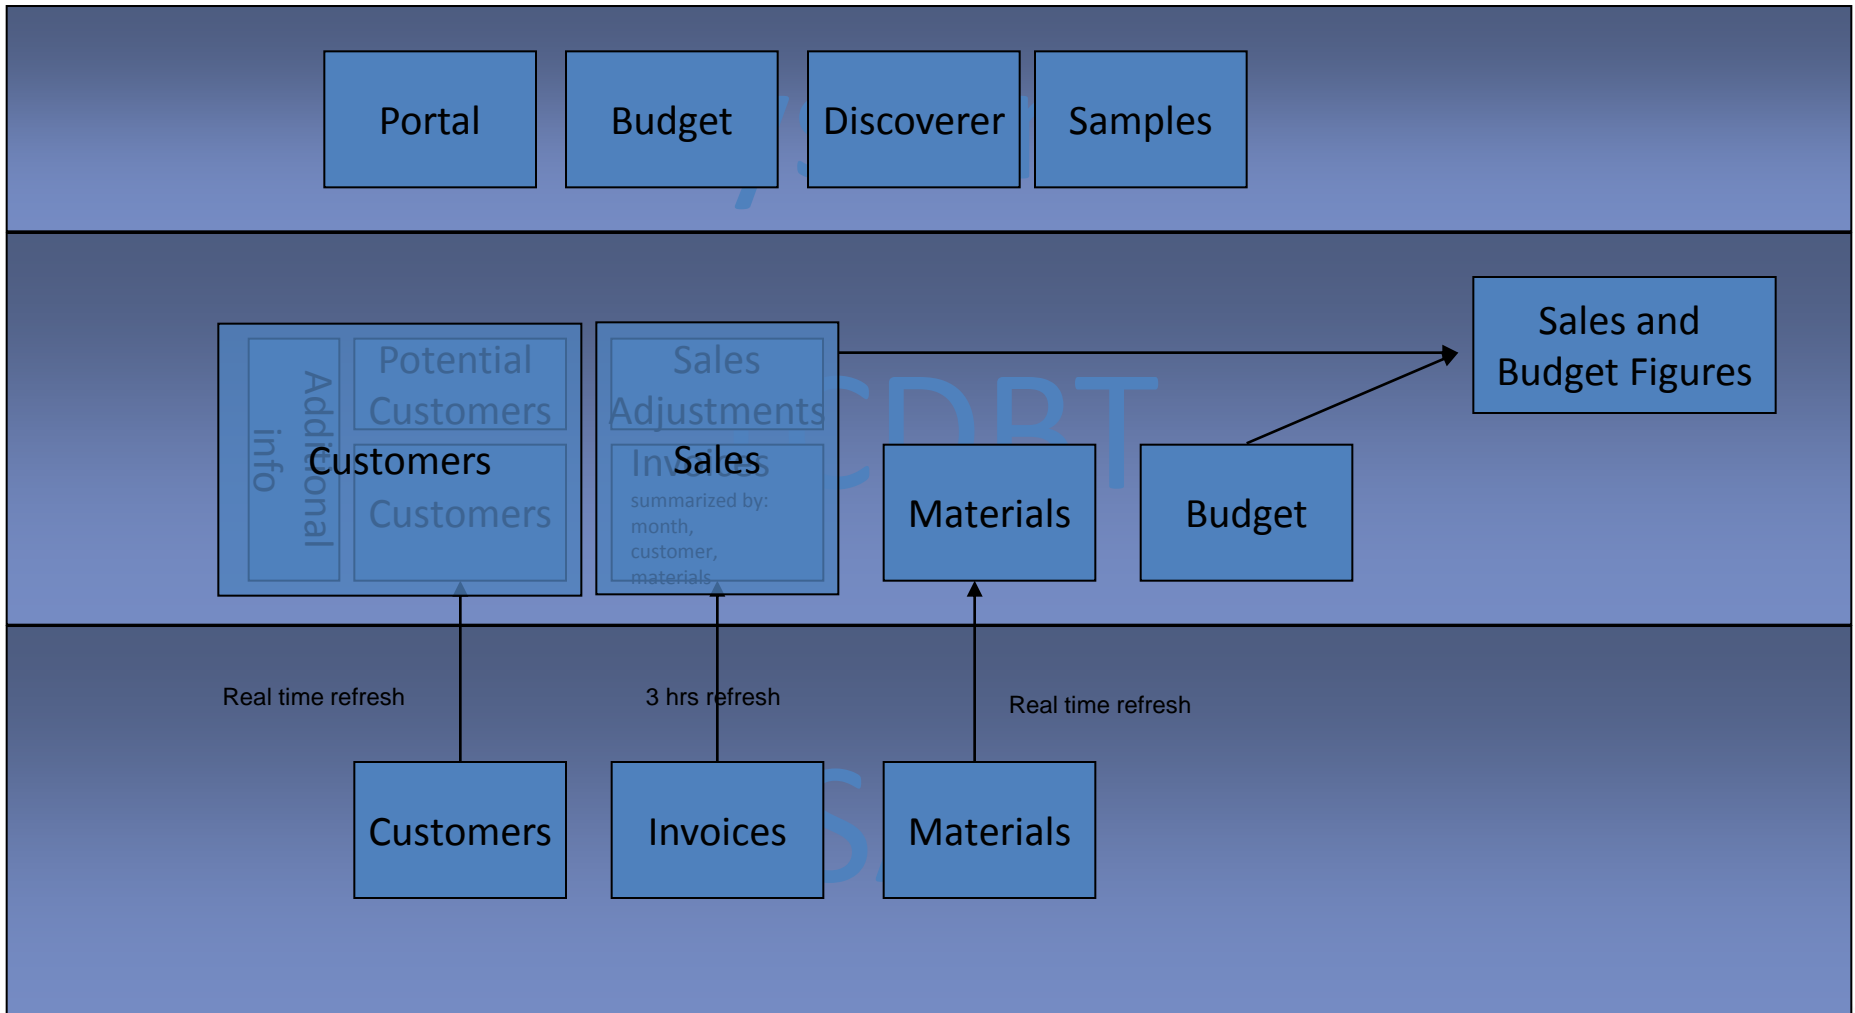 Portal
Budget
Discoverer
Samples
Sales and
Budget Figures
Potential
Customers
Additional
info
Customers
Customers
Sales
Adjustments
Sales
Invoices
summarized by:
month,
customer,
materials
CDBT
Materials
Budget
Real time refresh
3 hrs refresh
Real time refresh
Customers
Invoices
Materials